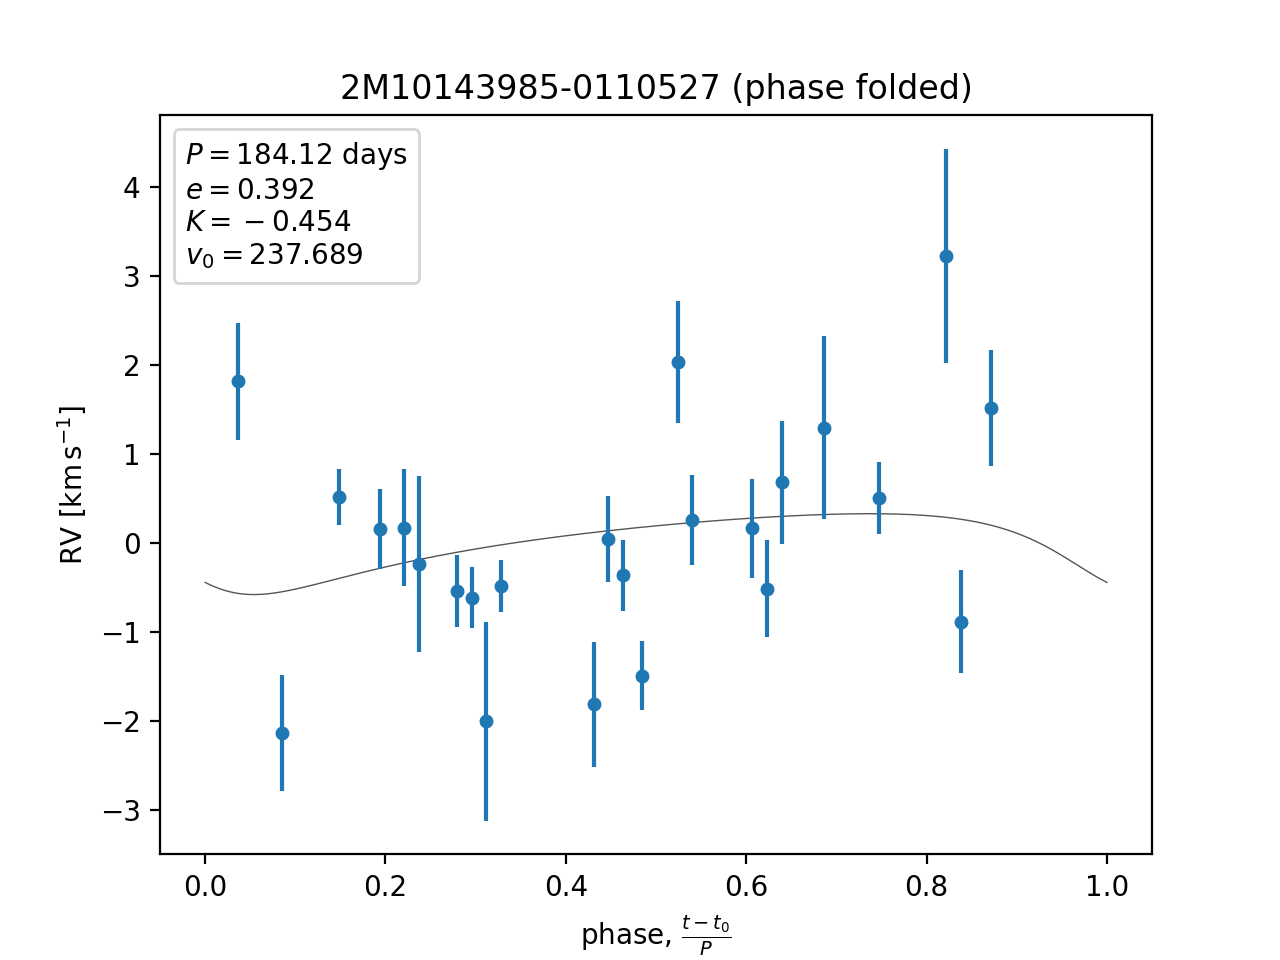 2M10143985-0110527 (phase folded)
P = 184.12 days
e = 0.392
K = −0.454
v₀ = 237.689
4
3
2
1
0
−1
−2
−3
RV [km s⁻¹]
0.0 0.2 0.4 0.6 0.8 1.0
phase, (t − t₀)/P